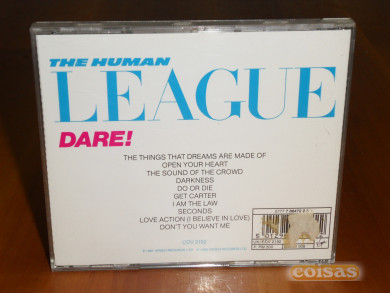 THE HUMAN
LEAGUE
DARE!
THE THINGS THAT DREAMS ARE MADE OF
OPEN YOUR HEART
THE SOUND OF THE CROWD
DARKNESS
DO OR DIE
GET CARTER
I AM THE LAW
SECONDS
LOVE ACTION (I BELIEVE IN LOVE)
DON'T YOU WANT ME
coisas